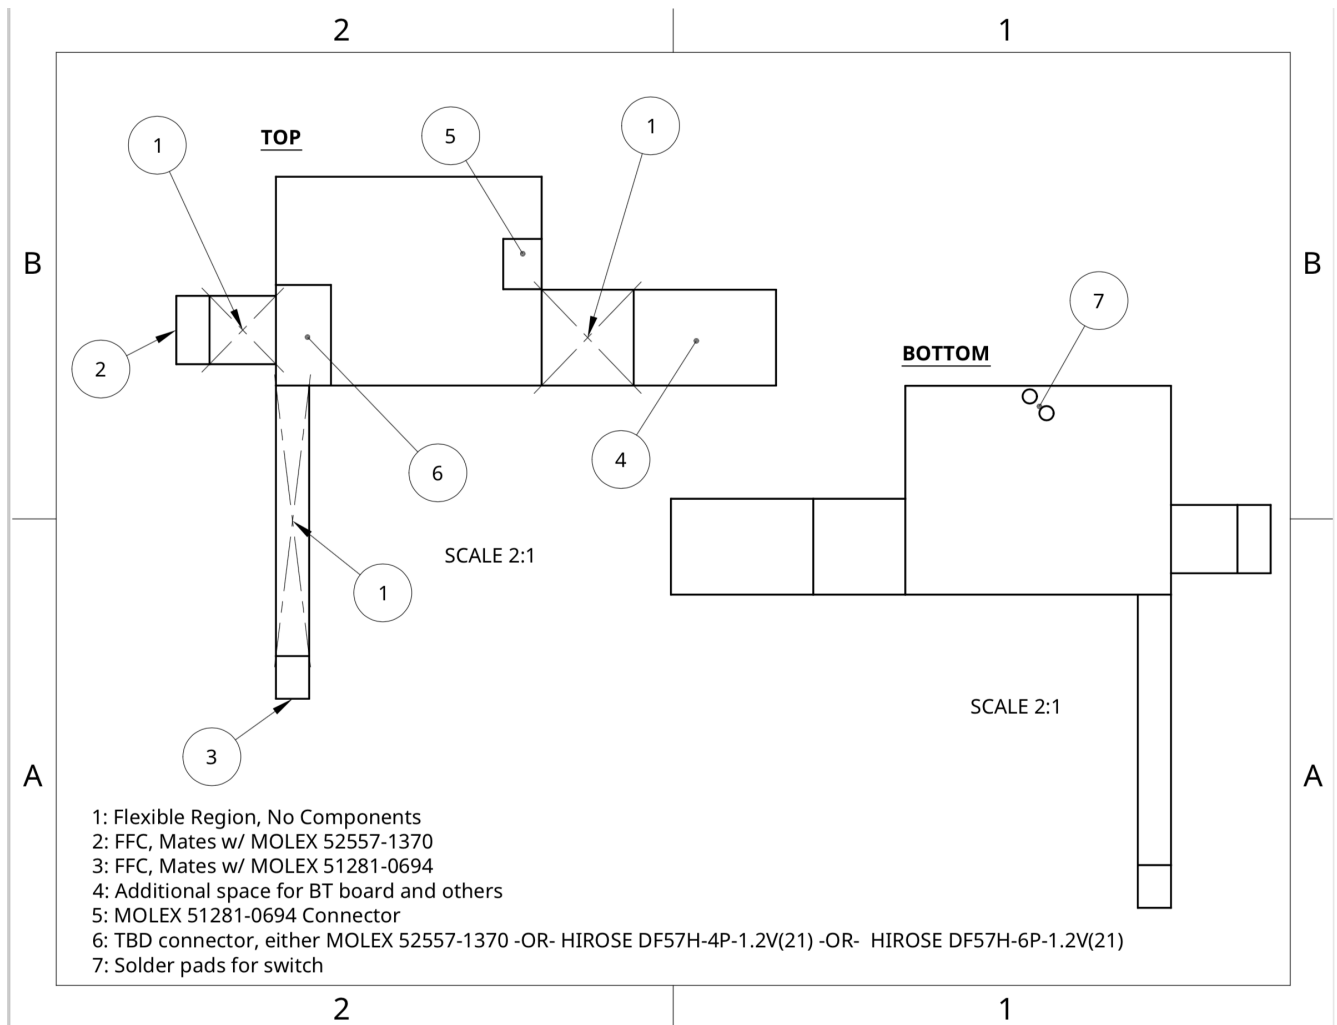 2 1
1
TOP
5
1
B B
7
2
BOTTOM
4
6
SCALE 2:1
1
SCALE 2:1
3
A A
1: Flexible Region, No Components
2: FFC, Mates w/ MOLEX 52557-1370
3: FFC, Mates w/ MOLEX 51281-0694
4: Additional space for BT board and others
5: MOLEX 51281-0694 Connector
6: TBD connector, either MOLEX 52557-1370 -OR- HIROSE DF57H-4P-1.2V(21) -OR- HIROSE DF57H-6P-1.2V(21)
7: Solder pads for switch
2 1